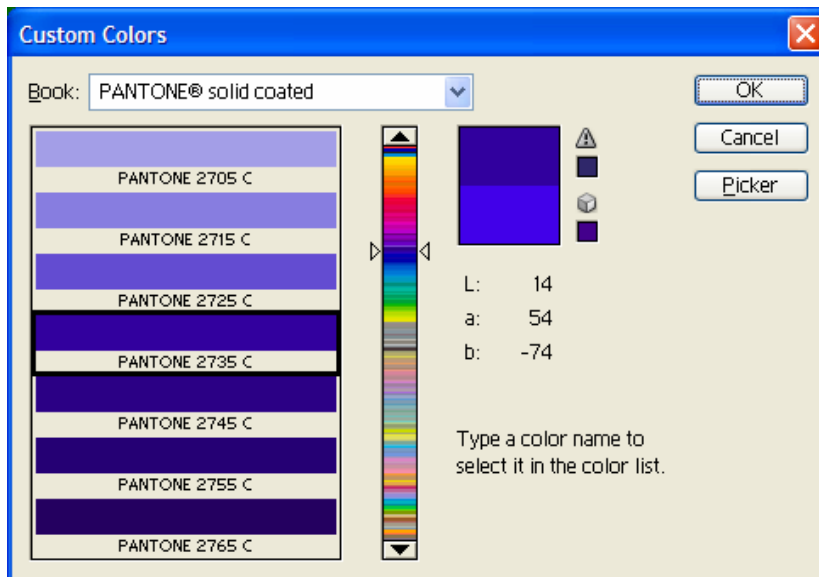 Custom Colors
Book: PANTONE® solid coated
OK
Cancel
Picker
PANTONE 2705 C
PANTONE 2715 C
PANTONE 2725 C
PANTONE 2735 C
PANTONE 2745 C
PANTONE 2755 C
PANTONE 2765 C
L: 14
a: 54
b: -74
Type a color name to
select it in the color list.